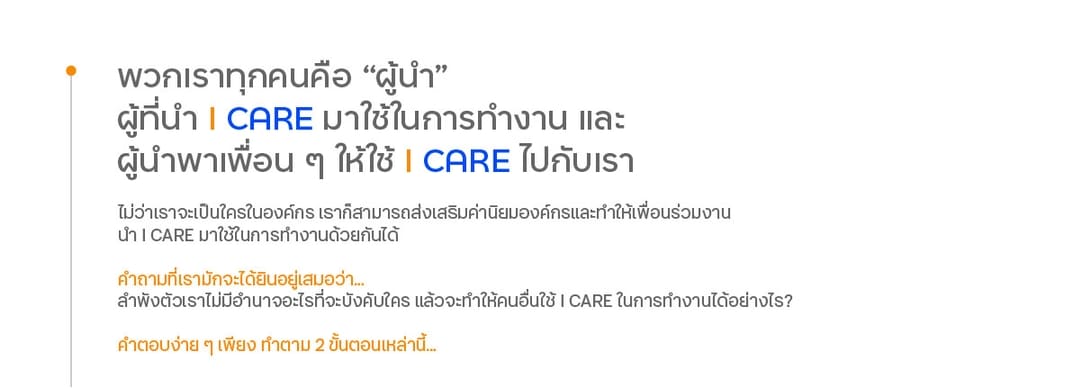 พวกเราทุกคนคือ “ผู้นำ”
ผู้ที่นำ I CARE มาใช้ในการทำงาน และ
ผู้นำพาเพื่อน ๆ ให้ใช้ I CARE ไปกับเรา
ไม่ว่าเราจะเป็นใครในองค์กร เราก็สามารถส่งเสริมค่านิยมองค์กรและทำให้เพื่อนร่วมงาน
นำ I CARE มาใช้ในการทำงานด้วยกันได้
คำถามที่เรามักจะได้ยินอยู่เสมอว่า...
ลำพังตัวเราไม่มีอำนาจอะไรที่จะบังคับใคร แล้วจะทำให้คนอื่นใช้ I CARE ในการทำงานได้อย่างไร?
คำตอบง่าย ๆ เพียง ทำตาม 2 ขั้นตอนเหล่านี้...